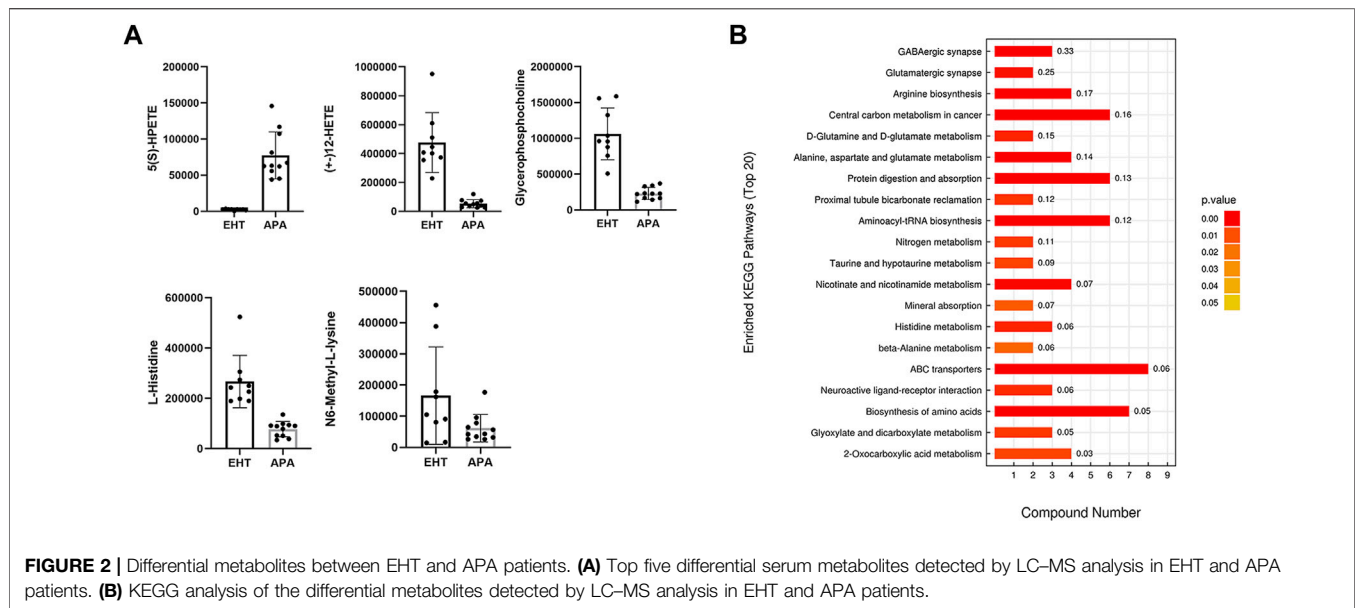 A
200000
150000
100000
50000
0
5(S)-HPETE
EHT APA
1000000
800000
600000
400000
200000
0
(+-)12-HETE
EHT APA
2000000
1500000
1000000
500000
0
Glycerophosphocholine
EHT APA
600000
400000
200000
0
L-Histidine
EHT APA
500000
400000
300000
200000
100000
0
N6-Methyl-L-lysine
EHT APA
B
Enriched KEGG Pathways (Top 20)
GABAergic synapse 0.33
Glutamatergic synapse 0.25
Arginine biosynthesis 0.17
Central carbon metabolism in cancer 0.16
D-Glutamine and D-glutamate metabolism 0.15
Alanine, aspartate and glutamate metabolism 0.14
Protein digestion and absorption 0.13
Proximal tubule bicarbonate reclamation 0.12
Aminoacyl-tRNA biosynthesis 0.12
Nitrogen metabolism 0.11
Taurine and hypotaurine metabolism 0.09
Nicotinate and nicotinamide metabolism 0.07
Mineral absorption 0.07
Histidine metabolism 0.06
beta-Alanine metabolism 0.06
ABC transporters 0.06
Neuroactive ligand-receptor interaction 0.06
Biosynthesis of amino acids 0.05
Glyoxylate and dicarboxylate metabolism 0.05
2-Oxocarboxylic acid metabolism 0.03
1 2 3 4 5 6 7 8 9
Compound Number
p.value
0.00
0.01
0.02
0.03
0.04
0.05
FIGURE 2 | Differential metabolites between EHT and APA patients. (A) Top five differential serum metabolites detected by LC–MS analysis in EHT and APA
patients. (B) KEGG analysis of the differential metabolites detected by LC–MS analysis in EHT and APA patients.